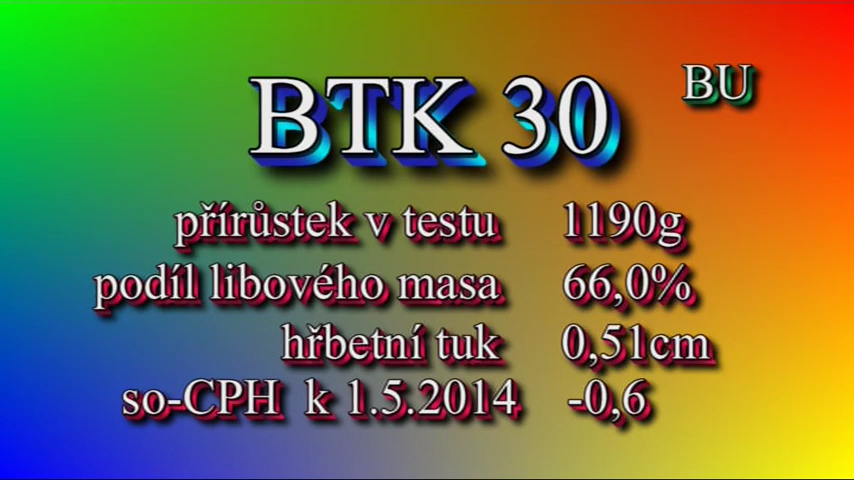 BU
BTK 30
přírůstek v testu 1190g
podíl libového masa 66,0%
hřbetní tuk 0,51cm
so-CPH k 1.5.2014 -0,6